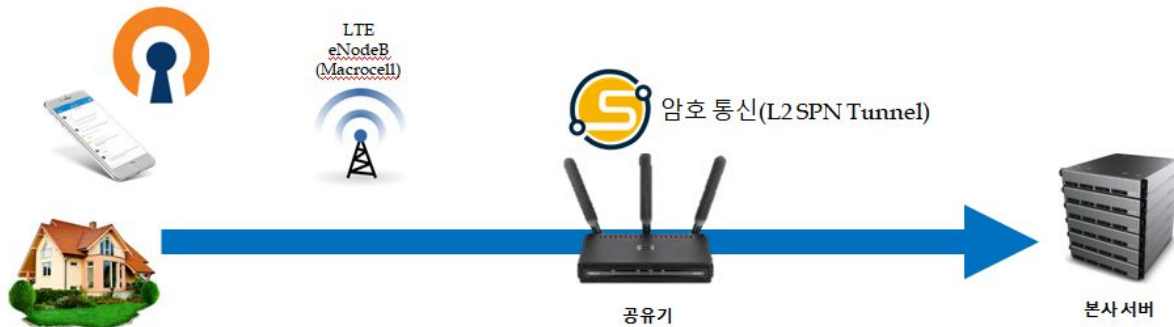 LTE
eNodeB
(Macrocell)
암호 통신(L2 SPN Tunnel)
공유기
본사 서버